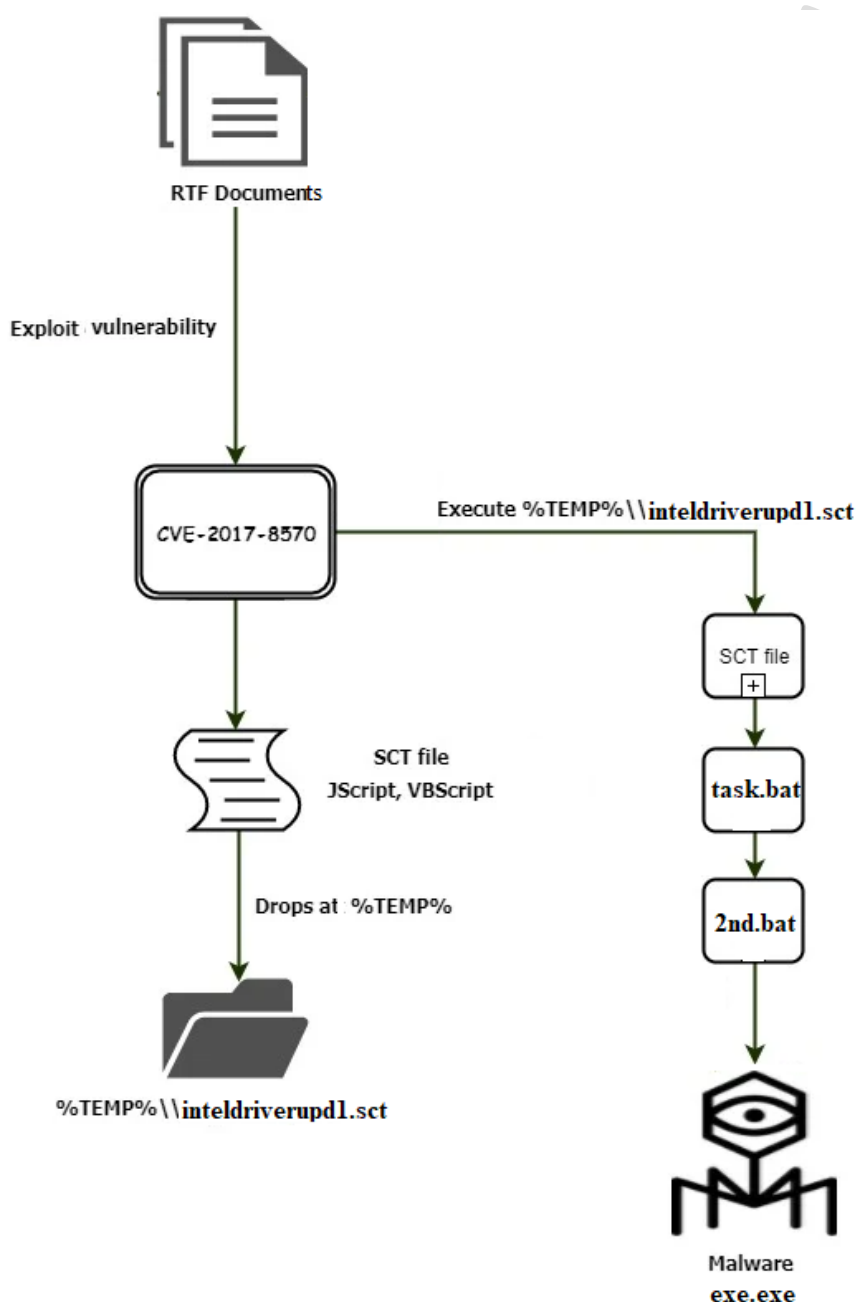 RTF Documents
Exploit vulnerability
CVE-2017-8570
Execute %TEMP%\\inteldriverupd1.sct
SCT file
+
SCT file
JScript, VBScript
task.bat
Drops at %TEMP%
2nd.bat
%TEMP%\\inteldriverupd1.sct
Malware
exe.exe